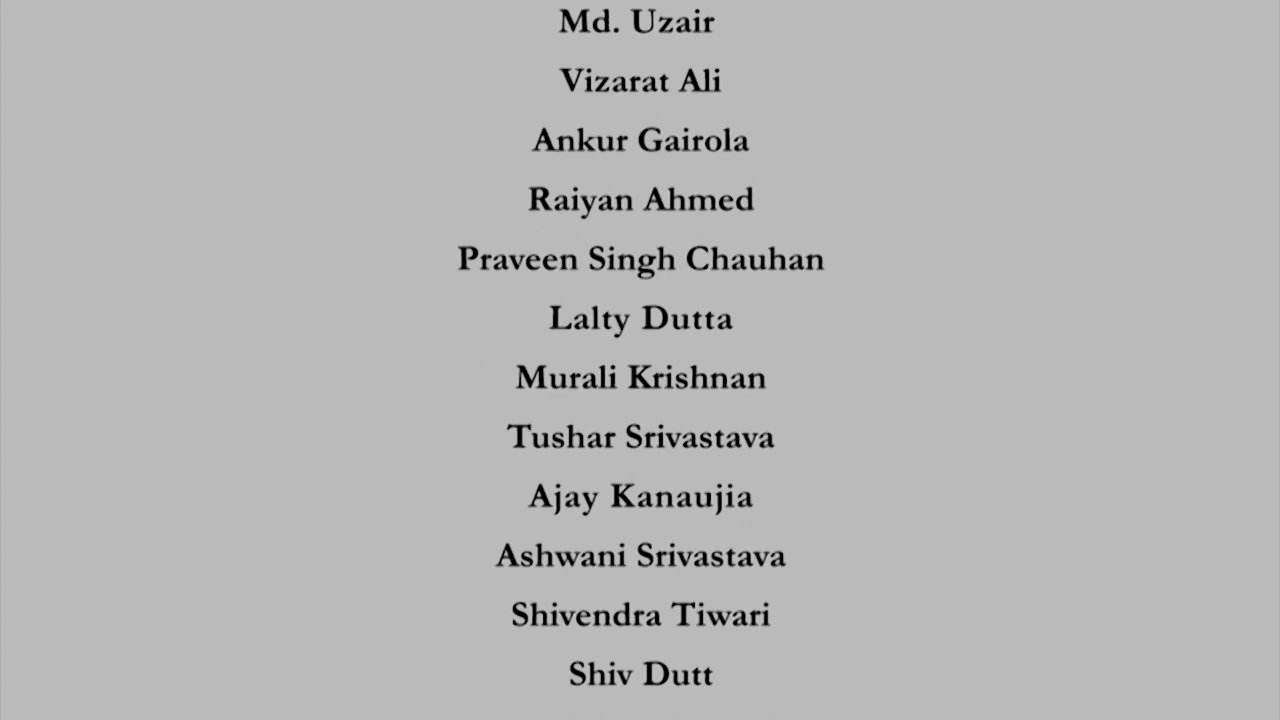 Md. Uzair
Vizarat Ali
Ankur Gairola
Raiyan Ahmed
Praveen Singh Chauhan
Lalty Dutta
Murali Krishnan
Tushar Srivastava
Ajay Kanaujia
Ashwani Srivastava
Shivendra Tiwari
Shiv Dutt